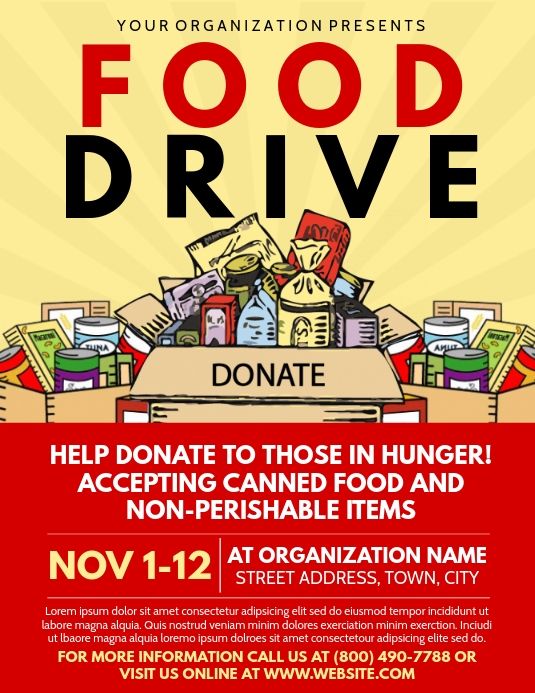 YOUR ORGANIZATION PRESENTS
FOOD
DRIVE
TUNA
TUNA
DONATE
HELP DONATE TO THOSE IN HUNGER!
ACCEPTING CANNED FOOD AND
NON-PERISHABLE ITEMS
NOV 1-12
AT ORGANIZATION NAME
STREET ADDRESS, TOWN, CITY
Lorem ipsum dolor sit amet consectetur adipsicing elit sed do eiusmod tempor incididunt ut
labore magna alquia. Quis nostrud veniam minim dolores exerciation minim exerction. Inciudi
ut lbaore magna alkquia loremo ipsum dolroes sit amet consectetour adipsicing elite sed do.
FOR MORE INFORMATION CALL US AT (800) 490-7788 OR
VISIT US ONLINE AT WWW.WEBSITE.COM